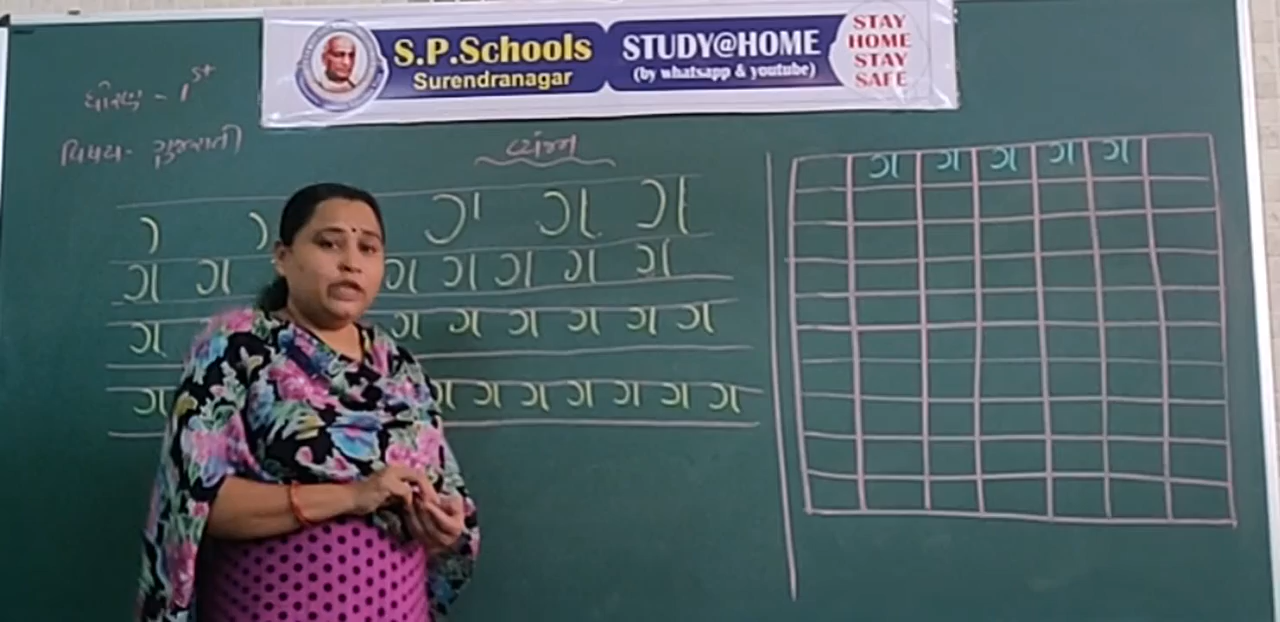 S.P.Schools
Surendranagar
STUDY@HOME
(by whatsapp & youtube)
STAY
HOME
STAY
SAFE
ધોરણ - 1st
વિષય - ગુજરાતી
વ્યંજન
ગ ગ
ગ ગ ગ ગ ગ ગ ગ
ગ ગ ગ ગ ગ ગ ગ
ગ ગ ગ ગ ગ ગ ગ ગ
ગ ગ ગ ગ ગ